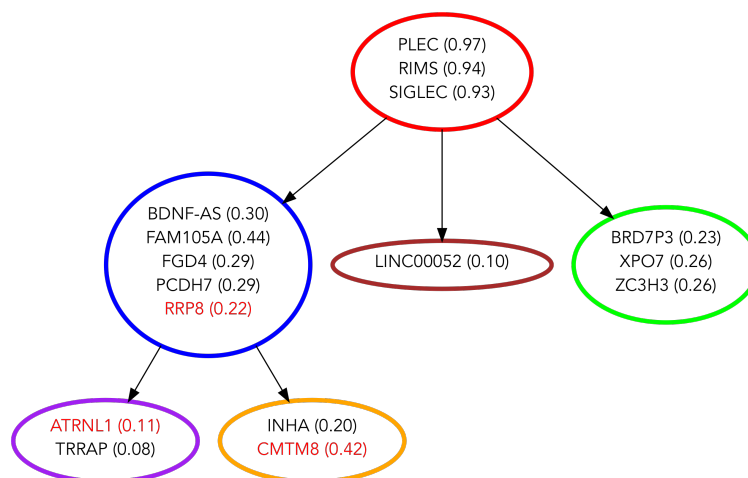 PLEC (0.97)
RIMS (0.94)
SIGLEC (0.93)
BDNF-AS (0.30)
FAM105A (0.44)
FGD4 (0.29)
PCDH7 (0.29)
RRP8 (0.22)
LINC00052 (0.10)
BRD7P3 (0.23)
XPO7 (0.26)
ZC3H3 (0.26)
ATRNL1 (0.11)
TRRAP (0.08)
INHA (0.20)
CMTM8 (0.42)